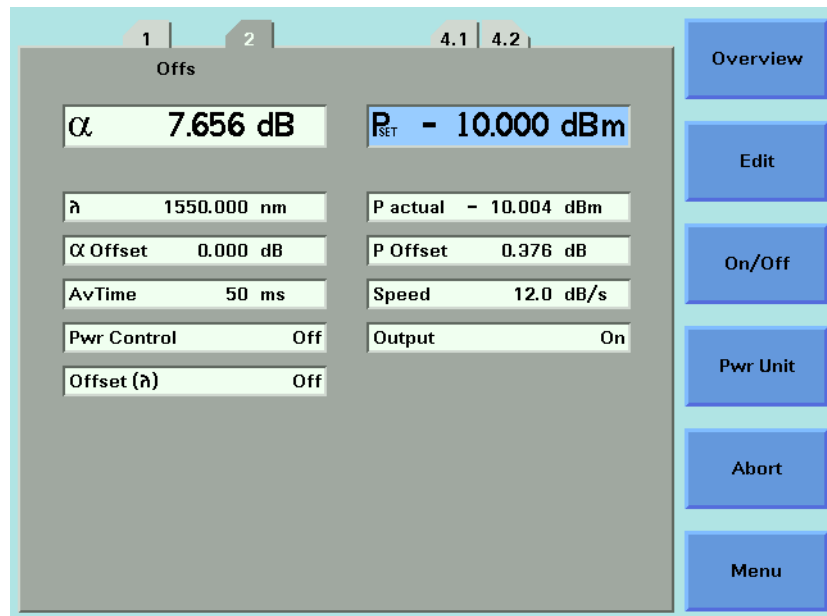 1 2 4.1 4.2
Offs
α 7.656 dB
PSET - 10.000 dBm
λ 1550.000 nm
P actual - 10.004 dBm
α Offset 0.000 dB
P Offset 0.376 dB
AvTime 50 ms
Speed 12.0 dB/s
Pwr Control Off
Output On
Offset (λ) Off
Overview
Edit
On/Off
Pwr Unit
Abort
Menu